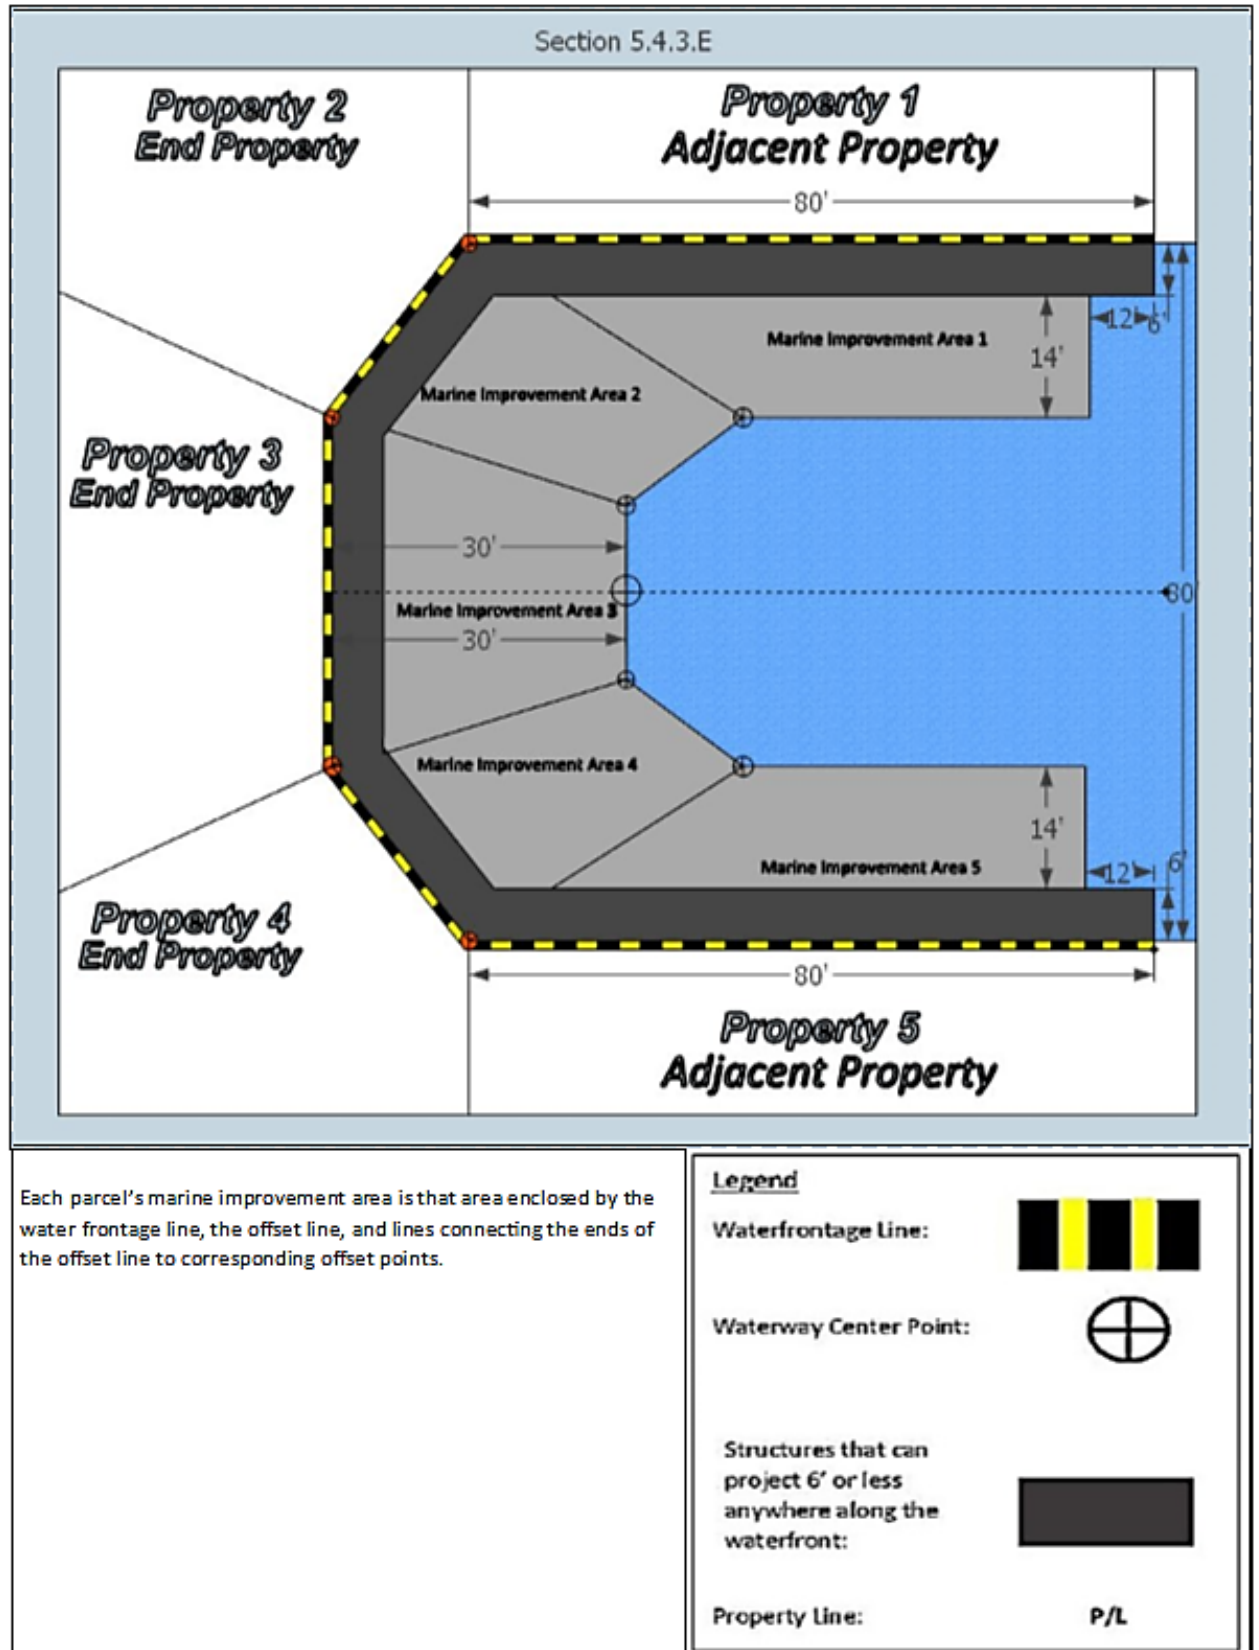 Section 5.4.3.E
Property 2
End Property
Property 1
Adjacent Property
80'
12'
6'
Marine Improvement Area 1
14'
Marine Improvement Area 2
Property 3
End Property
30'
80'
Marine Improvement Area 3
30'
Marine Improvement Area 4
14'
Marine Improvement Area 5
12'
6'
Property 4
End Property
80'
Property 5
Adjacent Property
Each parcel's marine improvement area is that area enclosed by the
water frontage line, the offset line, and lines connecting the ends of
the offset line to corresponding offset points.
Legend
Waterfrontage Line:
Waterway Center Point:
Structures that can
project 6' or less
anywhere along the
waterfront:
Property Line:
P/L